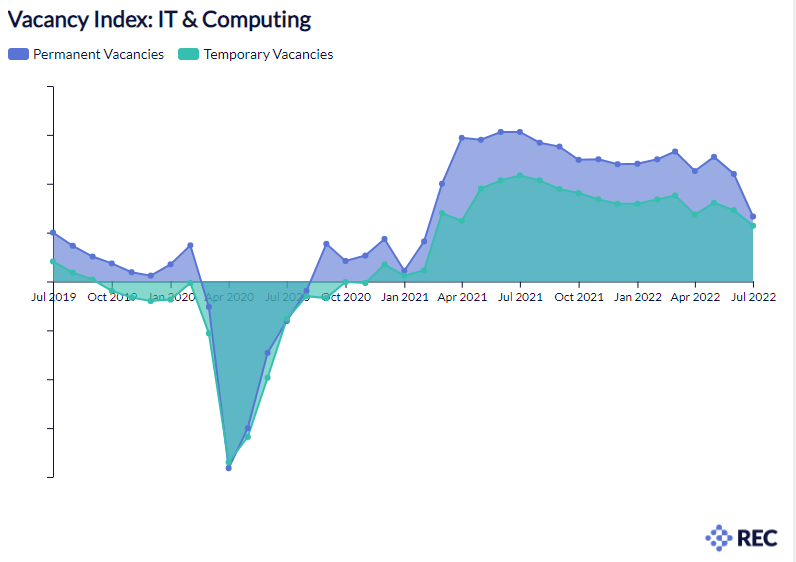 Vacancy Index: IT & Computing
Permanent Vacancies Temporary Vacancies
Jul 2019 Oct 2019 Jan 2020 Apr 2020 Jul 2020 Oct 2020 Jan 2021 Apr 2021 Jul 2021 Oct 2021 Jan 2022 Apr 2022 Jul 2022
REC